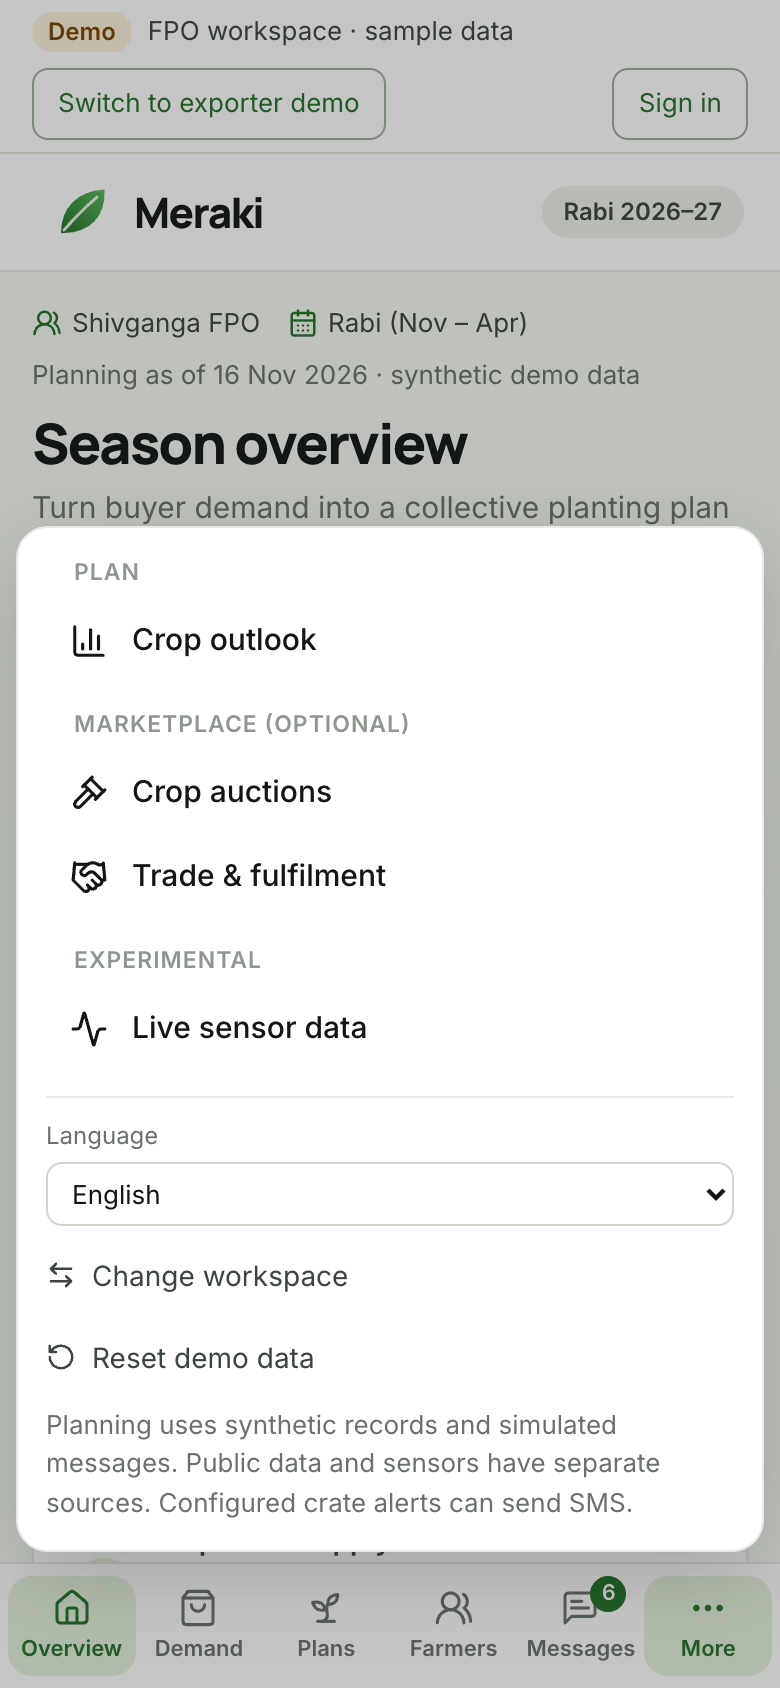 Demo FPO workspace · sample data
Switch to exporter demo
Sign in
Meraki
Rabi 2026–27
Shivganga FPO
Rabi (Nov – Apr)
Planning as of 16 Nov 2026 · synthetic demo data
Season overview
Turn buyer demand into a collective planting plan
PLAN
Crop outlook
MARKETPLACE (OPTIONAL)
Crop auctions
Trade & fulfilment
EXPERIMENTAL
Live sensor data
Language
English
Change workspace
Reset demo data
Planning uses synthetic records and simulated
messages. Public data and sensors have separate
sources. Configured crate alerts can send SMS.
6
Overview
Demand
Plans
Farmers
Messages
More